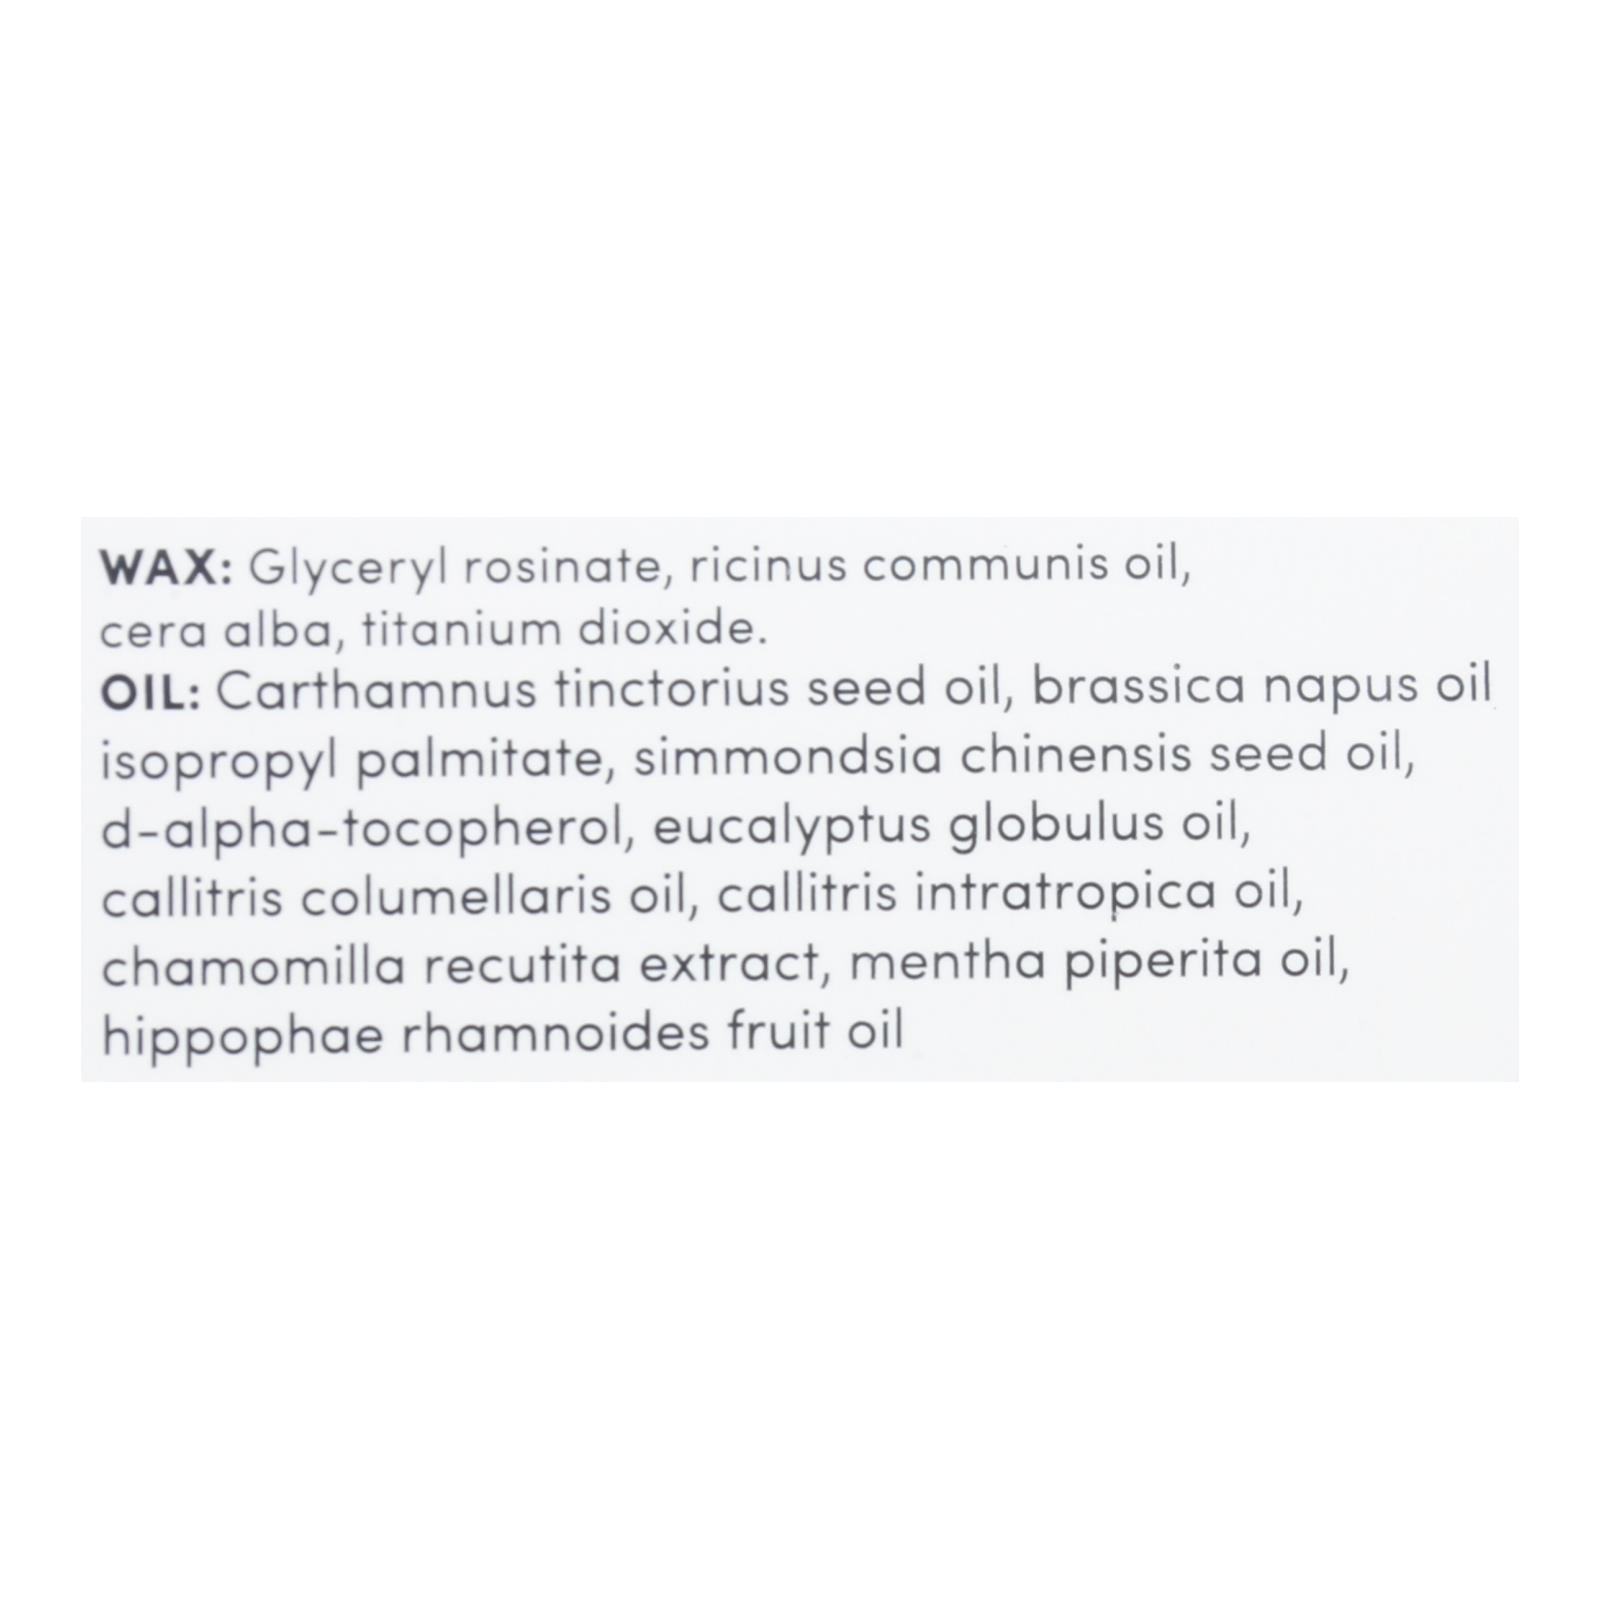 WAX: Glyceryl rosinate, ricinus communis oil,
cera alba, titanium dioxide.
OIL: Carthamnus tinctorius seed oil, brassica napus oil
isopropyl palmitate, simmondsia chinensis seed oil,
d-alpha-tocopherol, eucalyptus globulus oil,
callitris columellaris oil, callitris intratropica oil,
chamomilla recutita extract, mentha piperita oil,
hippophae rhamnoides fruit oil